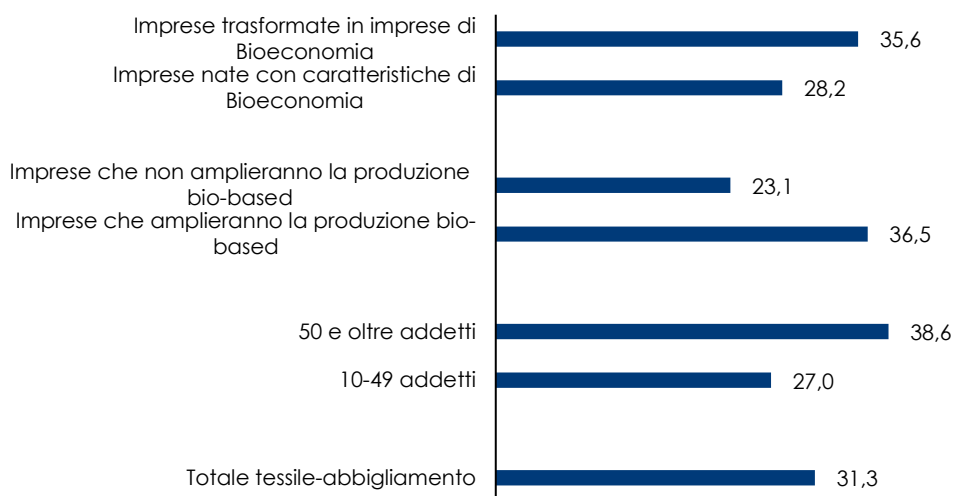 Imprese trasformate in imprese di
Bioeconomia
35,6
Imprese nate con caratteristiche di
Bioeconomia
28,2
Imprese che non amplieranno la produzione
bio-based
23,1
Imprese che amplieranno la produzione bio-
based
36,5
50 e oltre addetti
38,6
10-49 addetti
27,0
Totale tessile-abbigliamento
31,3